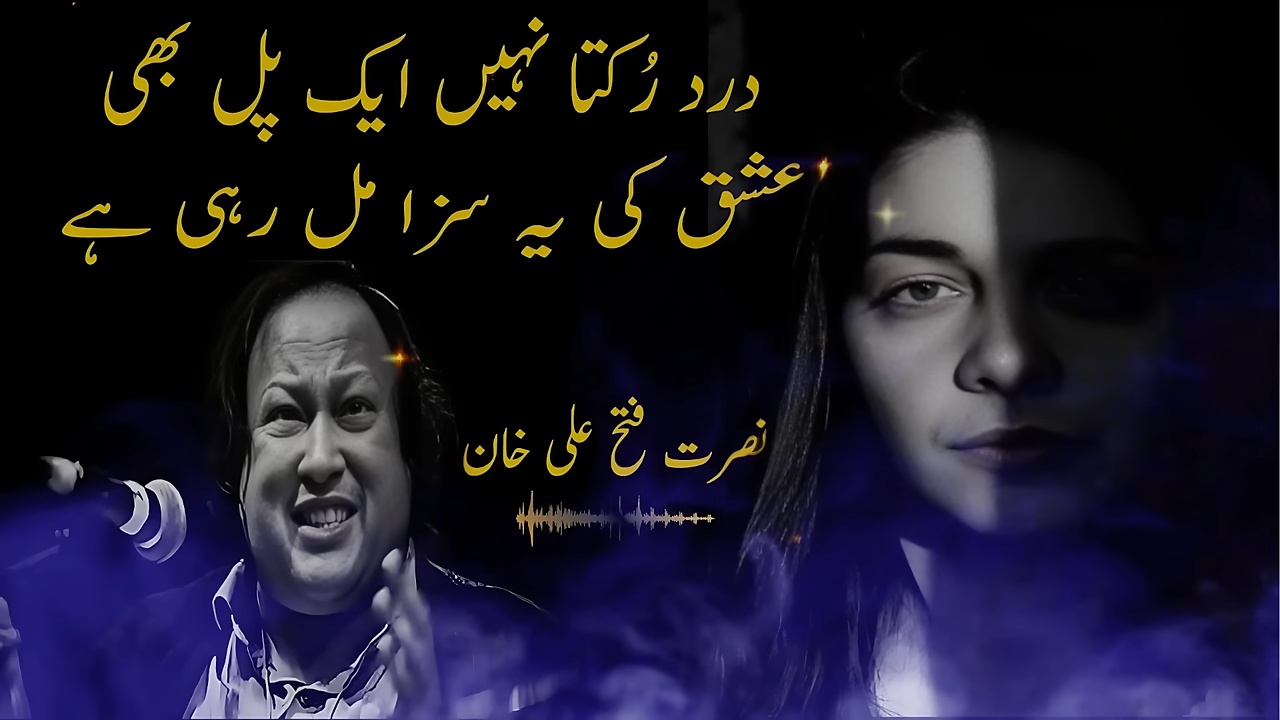 درد رُکتا نہیں ایک پل بھی
عشق کی یہ سزا مل رہی ہے
نصرت فتح علی خان